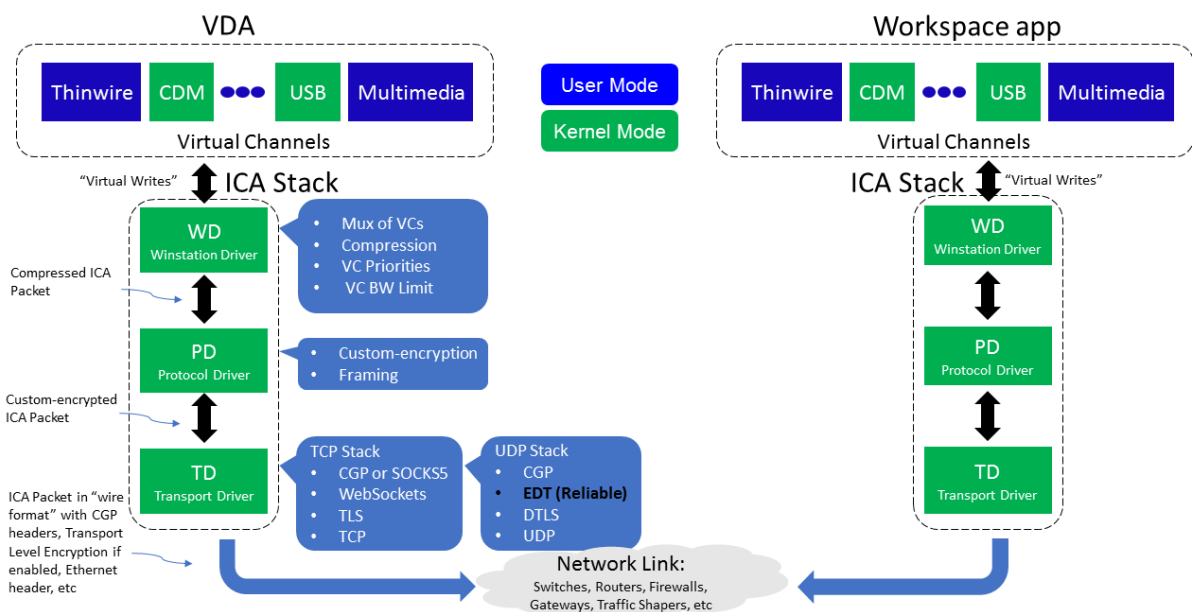 VDA
Workspace app
Thinwire
CDM
USB
Multimedia
Virtual Channels
User Mode
Kernel Mode
Thinwire
CDM
USB
Multimedia
Virtual Channels
“Virtual Writes”
ICA Stack
ICA Stack
“Virtual Writes”
WD
Winstation Driver
• Mux of VCs
• Compression
• VC Priorities
• VC BW Limit
Compressed ICA
Packet
PD
Protocol Driver
• Custom-encryption
• Framing
Custom-encrypted
ICA Packet
TD
Transport Driver
TCP Stack
• CGP or SOCKS5
• WebSockets
• TLS
• TCP
UDP Stack
• CGP
• EDT (Reliable)
• DTLS
• UDP
ICA Packet in “wire
format” with CGP
headers, Transport
Level Encryption if
enabled, Ethernet
header, etc
WD
Winstation Driver
PD
Protocol Driver
TD
Transport Driver
Network Link:
Switches, Routers, Firewalls,
Gateways, Traffic Shapers, etc